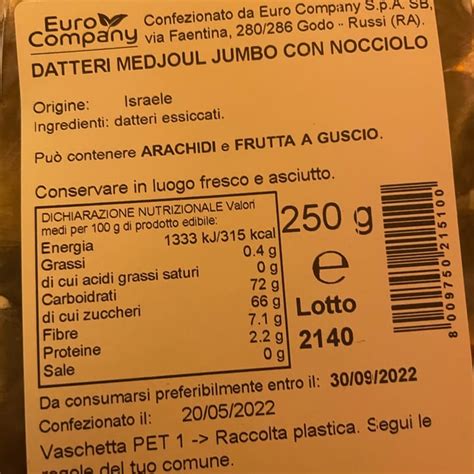 Euro Company
Confezionato da Euro Company S.p.A. SB,
via Faentina, 280/286 Godo - Russi (RA).
DATTERI MEDJOUL JUMBO CON NOCCIOLO
Origine: Israele
Ingredienti: datteri essiccati.
Può contenere ARACHIDI e FRUTTA A GUSCIO.
Conservare in luogo fresco e asciutto.
DICHIARAZIONE NUTRIZIONALE Valori
medi per 100 g di prodotto edibile:
Energia 1333 kJ/315 kcal
Grassi 0.4 g
di cui acidi grassi saturi 0 g
Carboidrati 72 g
di cui zuccheri 66 g
Fibre 7.1 g
Proteine 2.2 g
Sale 0 g
250 g
e
Lotto
2140
8 009750 215100
Da consumarsi preferibilmente entro il: 30/09/2022
Confezionato il: 20/05/2022
Vaschetta PET 1 -> Raccolta plastica. Segui le
regole del tuo comune.